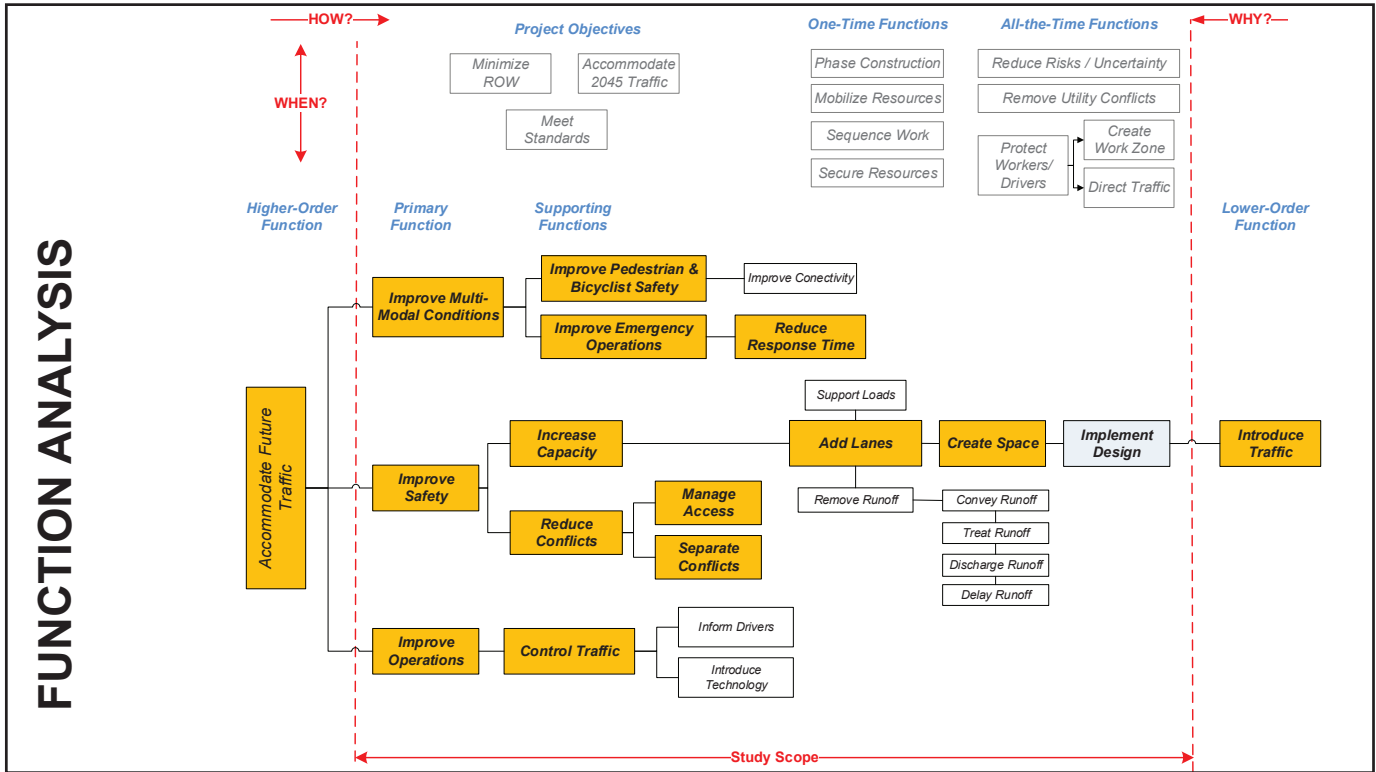 FUNCTION ANALYSIS
HOW?
WHY?
WHEN?
Project Objectives
Minimize
ROW
Accommodate
2045 Traffic
Meet
Standards
One-Time Functions
Phase Construction
Mobilize Resources
Sequence Work
Secure Resources
All-the-Time Functions
Reduce Risks / Uncertainty
Remove Utility Conflicts
Protect
Workers/
Drivers
Create
Work Zone
Direct Traffic
Higher-Order
Function
Primary
Function
Supporting
Functions
Lower-Order
Function
Accommodate Future
Traffic
Improve Multi-
Modal Conditions
Improve Pedestrian &
Bicyclist Safety
Improve Conectivity
Improve Emergency
Operations
Reduce
Response Time
Improve
Safety
Increase
Capacity
Support Loads
Add Lanes
Create Space
Implement
Design
Introduce
Traffic
Reduce
Conflicts
Manage
Access
Separate
Conflicts
Remove Runoff
Convey Runoff
Treat Runoff
Discharge Runoff
Delay Runoff
Improve
Operations
Control Traffic
Inform Drivers
Introduce
Technology
Study Scope